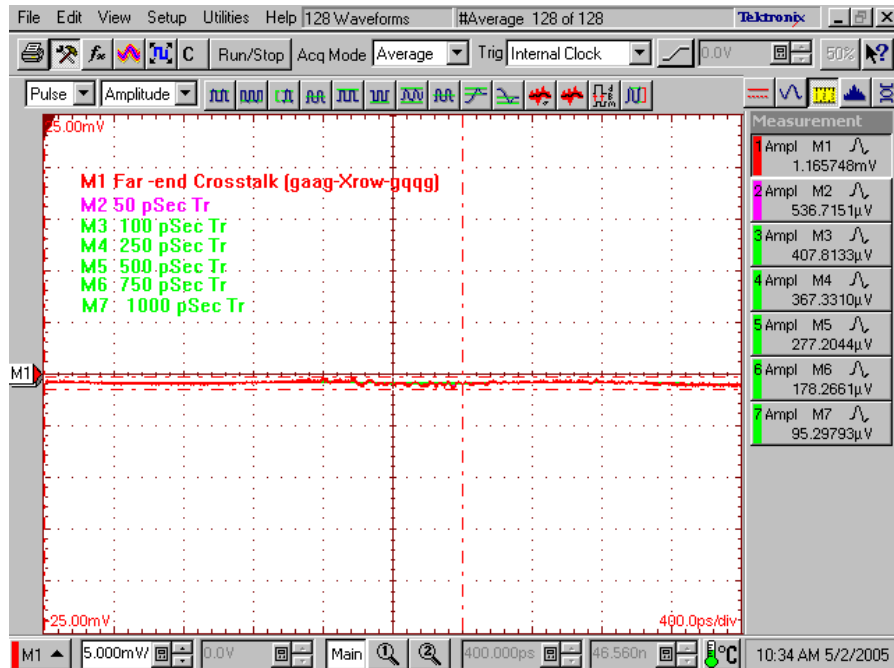 File Edit View Setup Utilities Help 128 Waveforms #Average 128 of 128 Tektronix
C Run/Stop Acq Mode Average Trig Internal Clock 0.0V 50%
Pulse Amplitude
25.00mV
M1 Far -end Crosstalk (gaag-Xrow-gqqg)
M2 50 pSec Tr
M3 100 pSec Tr
M4 250 pSec Tr
M5 500 pSec Tr
M6 750 pSec Tr
M7 1000 pSec Tr
M1
-25.00mV
400.0ps/div
Measurement
1 Ampl M1
1.165748mV
2 Ampl M2
536.7151µV
3 Ampl M3
407.8133µV
4 Ampl M4
367.3310µV
5 Ampl M5
277.2044µV
6 Ampl M6
178.2661µV
7 Ampl M7
95.29793µV
M1 5.000mV/ 0.0V Main 1 2 400.000ps 46.560n °C 10:34 AM 5/2/2005